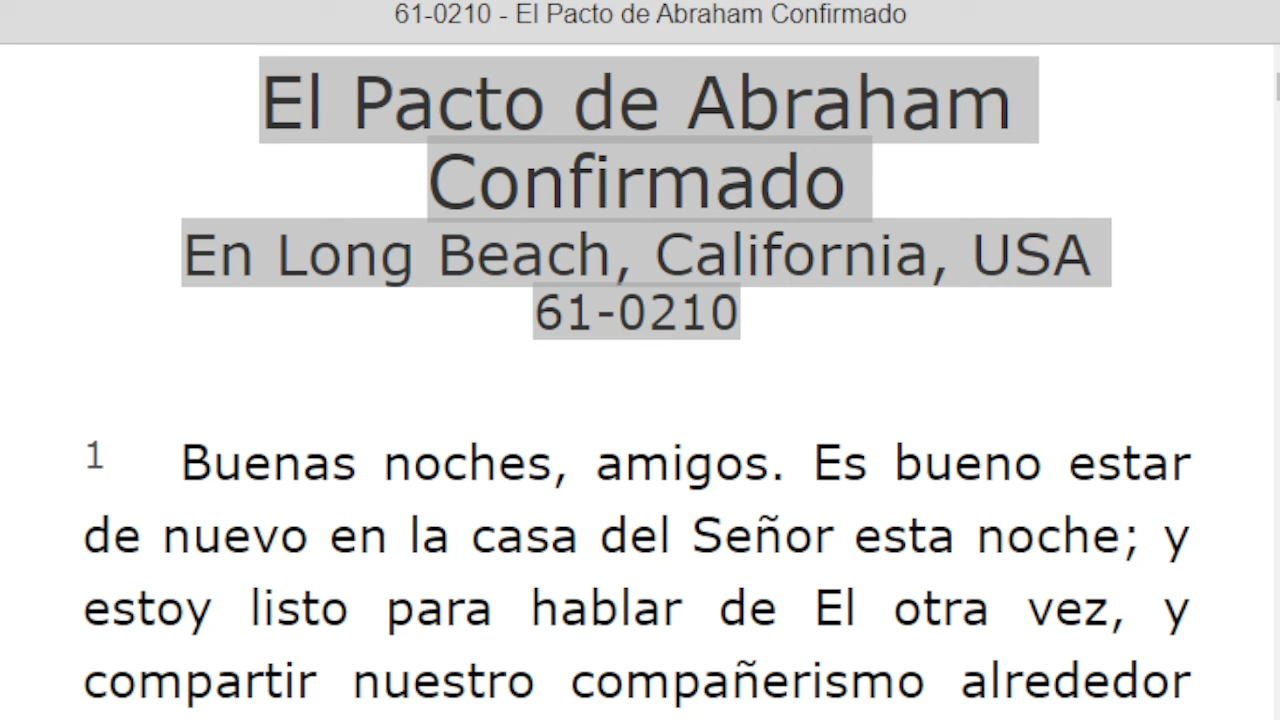 61-0210 - El Pacto de Abraham Confirmado
El Pacto de Abraham
Confirmado
En Long Beach, California, USA
61-0210
1 Buenas noches, amigos. Es bueno estar
de nuevo en la casa del Señor esta noche; y
estoy listo para hablar de El otra vez, y
compartir nuestro compañerismo alrededor